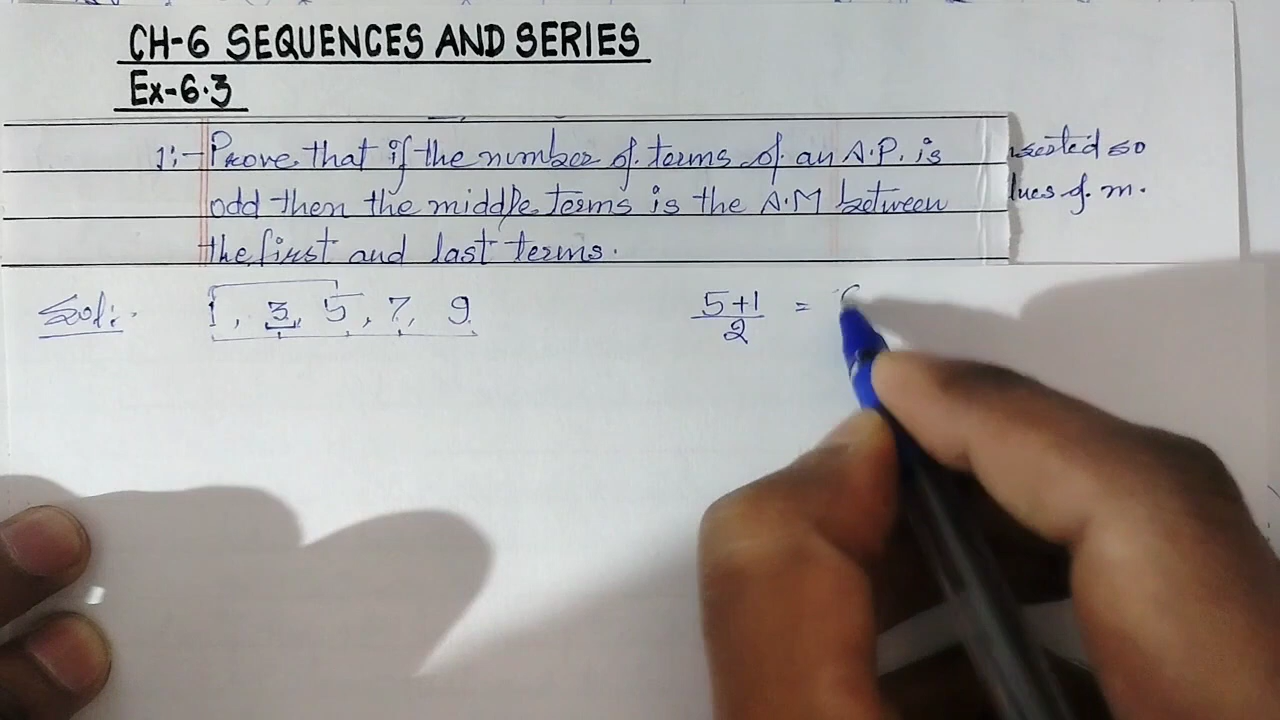 CH-6 SEQUENCES AND SERIES
Ex-6.3
1:- Prove that if the number of terms of an A.P. is
odd then the middle terms is the A.M between
the first and last terms.
so
of m.
Sol:. 1, 3, 5, 7, 9
5+1
2
=